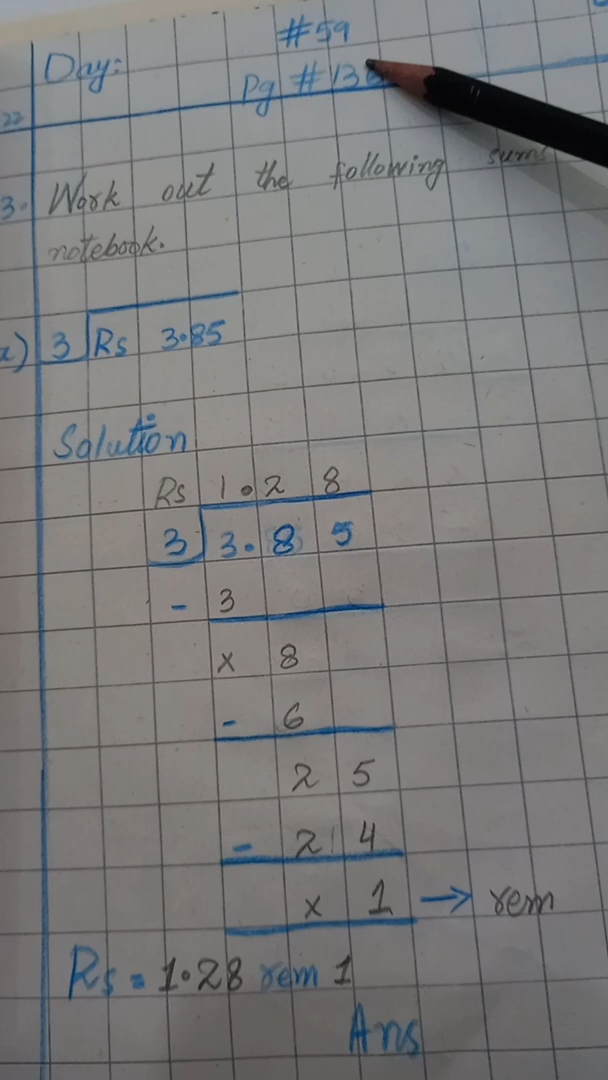 #59
Day:
Pg #13
22
3. Work out the following sums
notebook.
a) 3 Rs 3.85
Solution
Rs 1.2 8
3 3.8 5
- 3
x 8
- 6
2 5
- 2 4
x 1 → rem
Rs = 1.28 rem 1
Ans